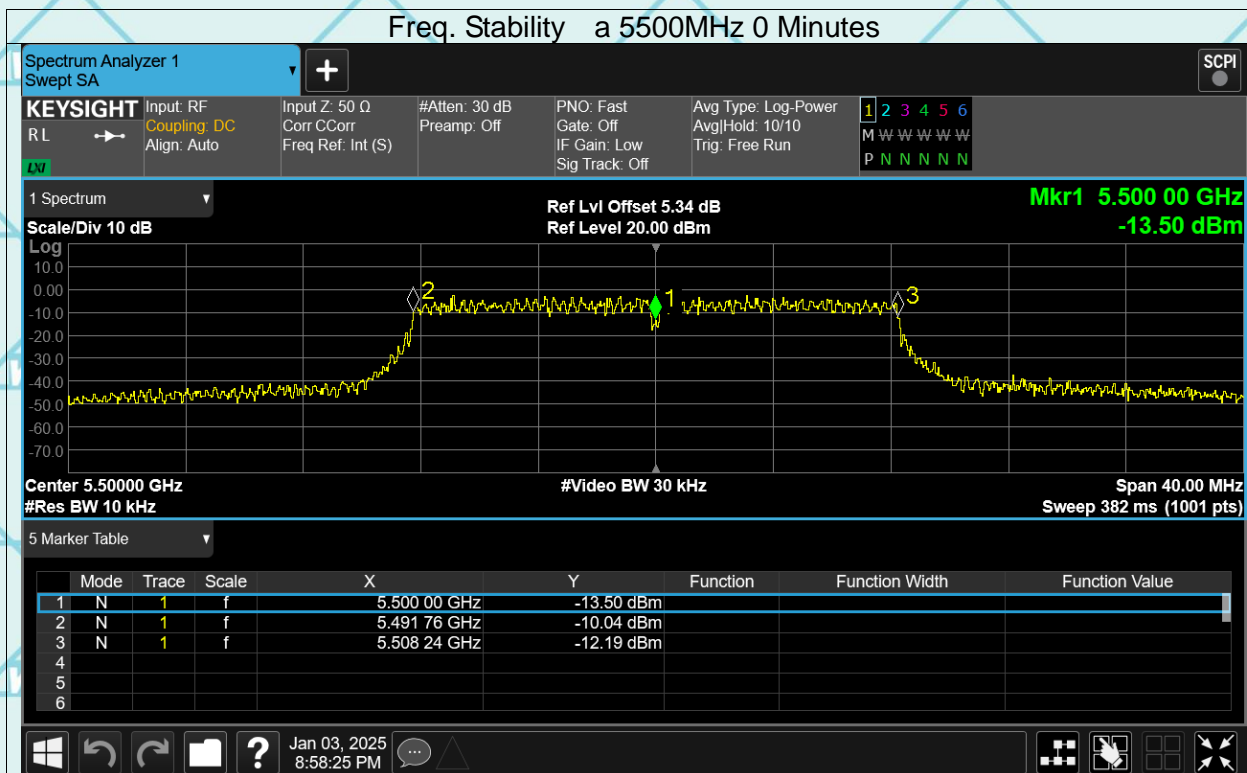 Freq. Stability a 5500MHz 0 Minutes
Spectrum Analyzer 1
Swept SA
SCPI
KEYSIGHT Input: RF Input Z: 50 Ω #Atten: 30 dB PNO: Fast Avg Type: Log-Power 1 2 3 4 5 6
R L Coupling: DC Corr CCorr Preamp: Off Gate: Off Avg|Hold: 10/10 M W W W W W
Align: Auto Freq Ref: Int (S) IF Gain: Low Trig: Free Run P N N N N N
LXI Sig Track: Off
1 Spectrum Ref Lvl Offset 5.34 dB Mkr1 5.500 00 GHz
Scale/Div 10 dB Ref Level 20.00 dBm -13.50 dBm
Log
10.0
0.00
-10.0
-20.0
-30.0
-40.0
-50.0
-60.0
-70.0
2 1 3
Center 5.50000 GHz #Video BW 30 kHz Span 40.00 MHz
#Res BW 10 kHz Sweep 382 ms (1001 pts)
5 Marker Table
Mode Trace Scale X Y Function Function Width Function Value
1 N 1 f 5.500 00 GHz -13.50 dBm
2 N 1 f 5.491 76 GHz -10.04 dBm
3 N 1 f 5.508 24 GHz -12.19 dBm
4
5
6
? Jan 03, 2025
8:58:25 PM